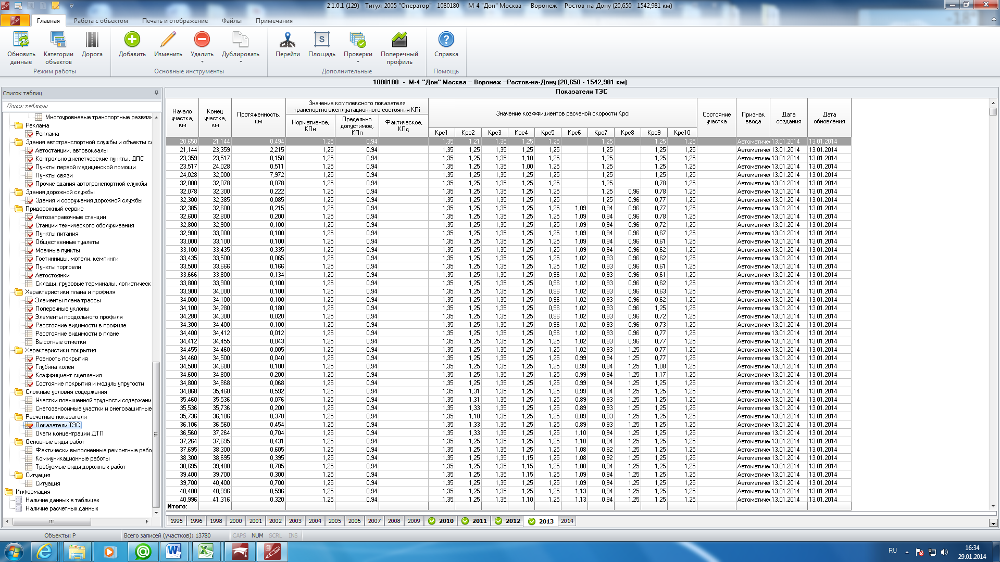 2.1.0.1 (129) - Титул-2005 "Оператор" - 1080180 - М-4 "Дон" Москва — Воронеж —Ростов-на-Дону (20,650 - 1542,981 км)
Главная Работа с объектом Печать и отображение Файлы Примечания
Обновить данные Категории объектов Дорога Добавить Изменить Удалить Дублировать Перейти Площадь Проверки Поперечный профиль Справка
Режим работы Основные инструменты Дополнительные Помощь
1080180 - М-4 "Дон" Москва – Воронеж –Ростов-на-Дону (20,650 - 1542,981 км)
Список таблиц
Поиск таблицы
Многоуровневые транспортные развязк
Реклама
Реклама
Здания автотранспортной службы и объекты се
Автостанции, автовокзалы
Контрольно-диспетчерские пункты, ДПС
Пункты первой медицинской помощи
Пункты связи
Прочие здания автотранспортной службы
Здания дорожной службы
Здания и сооружения дорожной службы
Придорожный сервис
Автозаправочные станции
Станции технического обслуживания
Пункты питания
Общественные туалеты
Моечные пункты
Гостинницы, мотели, кемпинги
Пункты торговли
Автостоянки
Склады, грузовые терминалы, логистическ
Характеристики плана и профиля
Элементы плана трассы
Поперечные уклоны
Элементы продольного профиля
Расстояние видимости в профиле
Расстояние видимости в плане
Высотные отметки
Характеристики покрытия
Ровность покрытия
Глубина колеи
Коэффициент сцепления
Состояние покрытия и модуль упругости
Сложные условия содержания
Участки повышенной трудности содержани
Снегозаносимые участки и снегозащитные
Расчётные показатели
Показатели ТЭС
Очаги концентрации ДТП
Основные виды работ
Фактически выполненные ремонтные рабо
Коммуникационные работы
Требуемые виды дорожных работ
Ситуация
Ситуация
Информация
Наличие данных в таблицах
Наличие расчетных данных
Показатели ТЭС
Начало участка, км Конец участка, км Протяженность, км Значение комплексного показателя транспортно-эксплуатационного состояния КПi Значение коэффициентов расченой скорости Крсi Состояние участка Признак ввода Дата создания Дата обновления
Нормативное, КПн Предельно допустимое, КПп Фактическое, КПд Крс1 Крс2 Крс3 Крс4 Крс5 Крс6 Крс7 Крс8 Крс9 Крс10
20,650 21,144 0,494 1,25 0,94 1,35 1,21 1,35 1,25 1,25 1,25 1,25 1,25 Автоматичес 13.01.2014 13.01.2014
21,144 23,359 2,215 1,25 0,94 1,35 1,25 1,35 1,25 1,25 1,25 1,25 1,25 Автоматичес 13.01.2014 13.01.2014
23,359 23,517 0,158 1,25 0,94 1,35 1,25 1,35 1,10 1,25 1,25 1,25 1,25 Автоматичес 13.01.2014 13.01.2014
23,517 24,028 0,511 1,25 0,94 1,35 1,25 1,35 1,00 1,25 1,25 1,25 1,25 Автоматичес 13.01.2014 13.01.2014
24,028 32,000 7,972 1,25 0,94 1,35 1,25 1,35 1,25 1,25 1,25 1,25 1,25 Автоматичес 13.01.2014 13.01.2014
32,000 32,078 0,078 1,25 0,94 1,35 1,25 1,35 1,25 1,25 1,25 0,78 1,25 Автоматичес 13.01.2014 13.01.2014
32,078 32,300 0,222 1,25 0,94 1,35 1,25 1,35 1,25 1,25 1,25 0,96 0,78 1,25 Автоматичес 13.01.2014 13.01.2014
32,300 32,385 0,085 1,25 0,94 1,35 1,25 1,35 1,25 1,25 1,25 0,96 0,77 1,25 Автоматичес 13.01.2014 13.01.2014
32,385 32,600 0,215 1,25 0,94 1,35 1,25 1,35 1,25 1,25 1,09 0,94 0,96 0,77 1,25 Автоматичес 13.01.2014 13.01.2014
32,600 32,800 0,200 1,25 0,94 1,35 1,25 1,35 1,25 1,25 1,09 0,94 0,96 0,78 1,25 Автоматичес 13.01.2014 13.01.2014
32,800 32,900 0,100 1,25 0,94 1,35 1,25 1,35 1,25 1,25 1,09 0,94 0,96 0,72 1,25 Автоматичес 13.01.2014 13.01.2014
32,900 33,000 0,100 1,25 0,94 1,35 1,25 1,35 1,25 1,25 1,09 0,94 0,96 0,67 1,25 Автоматичес 13.01.2014 13.01.2014
33,000 33,100 0,100 1,25 0,94 1,35 1,25 1,35 1,25 1,25 1,09 0,94 0,96 0,61 1,25 Автоматичес 13.01.2014 13.01.2014
33,100 33,435 0,335 1,25 0,94 1,35 1,25 1,35 1,25 1,25 1,09 0,94 0,96 0,62 1,25 Автоматичес 13.01.2014 13.01.2014
33,435 33,500 0,065 1,25 0,94 1,35 1,25 1,35 1,25 1,25 1,02 0,93 0,96 0,62 1,25 Автоматичес 13.01.2014 13.01.2014
33,500 33,666 0,166 1,25 0,94 1,35 1,25 1,35 1,25 1,25 1,02 0,93 0,96 0,61 1,25 Автоматичес 13.01.2014 13.01.2014
33,666 33,800 0,134 1,25 0,94 1,35 1,25 1,35 1,25 0,96 1,02 0,93 0,96 0,61 1,25 Автоматичес 13.01.2014 13.01.2014
33,800 33,900 0,100 1,25 0,94 1,35 1,25 1,35 1,25 0,96 1,02 0,93 0,96 0,62 1,25 Автоматичес 13.01.2014 13.01.2014
33,900 34,000 0,100 1,25 0,94 1,35 1,25 1,35 1,25 0,96 1,02 0,93 0,96 0,63 1,25 Автоматичес 13.01.2014 13.01.2014
34,000 34,100 0,100 1,25 0,94 1,35 1,25 1,35 1,25 0,96 1,02 0,93 0,96 0,62 1,25 Автоматичес 13.01.2014 13.01.2014
34,100 34,280 0,180 1,25 0,94 1,35 1,25 1,35 1,25 0,96 1,02 0,93 0,96 1,25 1,25 Автоматичес 13.01.2014 13.01.2014
34,280 34,300 0,020 1,25 0,94 1,35 1,25 1,35 1,25 0,96 1,02 0,93 0,96 0,72 1,25 Автоматичес 13.01.2014 13.01.2014
34,300 34,400 0,100 1,25 0,94 1,35 1,25 1,35 1,25 0,96 1,02 0,93 0,96 0,73 1,25 Автоматичес 13.01.2014 13.01.2014
34,400 34,412 0,012 1,25 0,94 1,35 1,25 1,35 1,25 0,96 1,02 0,93 0,96 0,77 1,25 Автоматичес 13.01.2014 13.01.2014
34,412 34,455 0,043 1,25 0,94 1,35 1,25 1,35 1,25 1,25 1,02 0,93 0,96 0,77 1,25 Автоматичес 13.01.2014 13.01.2014
34,455 34,460 0,005 1,25 0,94 1,35 1,25 1,35 1,25 1,25 1,02 0,93 1,25 0,77 1,25 Автоматичес 13.01.2014 13.01.2014
34,460 34,500 0,040 1,25 0,94 1,35 1,25 1,35 1,25 1,25 0,99 0,94 1,25 0,77 1,25 Автоматичес 13.01.2014 13.01.2014
34,500 34,600 0,100 1,25 0,94 1,35 1,25 1,35 1,25 1,25 0,99 0,94 1,25 1,08 1,25 Автоматичес 13.01.2014 13.01.2014
34,600 34,800 0,200 1,25 0,94 1,35 1,25 1,35 1,25 1,25 0,99 0,94 1,25 1,17 1,25 Автоматичес 13.01.2014 13.01.2014
34,800 34,868 0,068 1,25 0,94 1,35 1,25 1,35 1,25 1,25 0,99 0,94 1,25 1,25 1,25 Автоматичес 13.01.2014 13.01.2014
34,868 35,460 0,592 1,25 0,94 1,35 1,31 1,35 1,25 1,25 0,99 0,94 1,25 1,25 1,25 Автоматичес 13.01.2014 13.01.2014
35,460 35,536 0,076 1,25 0,94 1,35 1,31 1,35 1,25 1,25 0,89 0,93 1,25 1,25 1,25 Автоматичес 13.01.2014 13.01.2014
35,536 35,736 0,200 1,25 0,94 1,35 1,33 1,35 1,25 1,25 0,89 0,93 1,25 1,25 1,25 Автоматичес 13.01.2014 13.01.2014
35,736 36,106 0,370 1,25 0,94 1,35 1,10 1,35 1,25 1,25 0,89 0,93 1,25 1,25 1,25 Автоматичес 13.01.2014 13.01.2014
36,106 36,560 0,454 1,25 0,94 1,35 1,33 1,35 1,25 1,25 0,89 0,93 1,25 1,25 1,25 Автоматичес 13.01.2014 13.01.2014
36,560 37,264 0,704 1,25 0,94 1,35 1,33 1,35 1,25 1,25 1,10 0,94 1,25 1,25 1,25 Автоматичес 13.01.2014 13.01.2014
37,264 37,695 0,431 1,25 0,94 1,35 1,25 1,35 1,25 1,25 1,10 0,94 1,25 1,25 1,25 Автоматичес 13.01.2014 13.01.2014
37,695 38,300 0,605 1,25 0,94 1,35 1,25 1,35 1,25 1,25 1,08 0,92 1,25 1,25 1,25 Автоматичес 13.01.2014 13.01.2014
38,300 38,695 0,395 1,25 0,94 1,35 1,25 1,35 1,15 1,25 1,08 0,92 1,25 1,25 1,25 Автоматичес 13.01.2014 13.01.2014
38,695 39,400 0,705 1,25 0,94 1,35 1,25 1,35 1,15 1,25 1,08 0,94 1,25 1,25 1,25 Автоматичес 13.01.2014 13.01.2014
39,400 39,700 0,300 1,25 0,94 1,35 1,25 1,35 1,15 1,25 1,09 0,94 1,25 1,25 1,25 Автоматичес 13.01.2014 13.01.2014
39,700 40,400 0,700 1,25 0,94 1,35 1,25 1,35 1,25 1,25 1,09 0,94 1,25 1,25 1,25 Автоматичес 13.01.2014 13.01.2014
40,400 40,996 0,596 1,25 0,94 1,35 1,25 1,35 1,25 1,25 1,13 0,94 1,25 1,25 1,25 Автоматичес 13.01.2014 13.01.2014
40,996 41,316 0,320 1,25 0,94 1,35 1,25 1,35 1,10 1,25 1,13 0,94 1,25 1,25 1,25 Автоматичес 13.01.2014 13.01.2014
Итого:
1995 1996 1998 2000 2001 2002 2003 2004 2005 2006 2007 2008 2009 2010 2011 2012 2013 2014
Объекты: Р Всего записей (участков): 13780 CAPS NUM SCRL INS
RU 16:34
29.01.2014